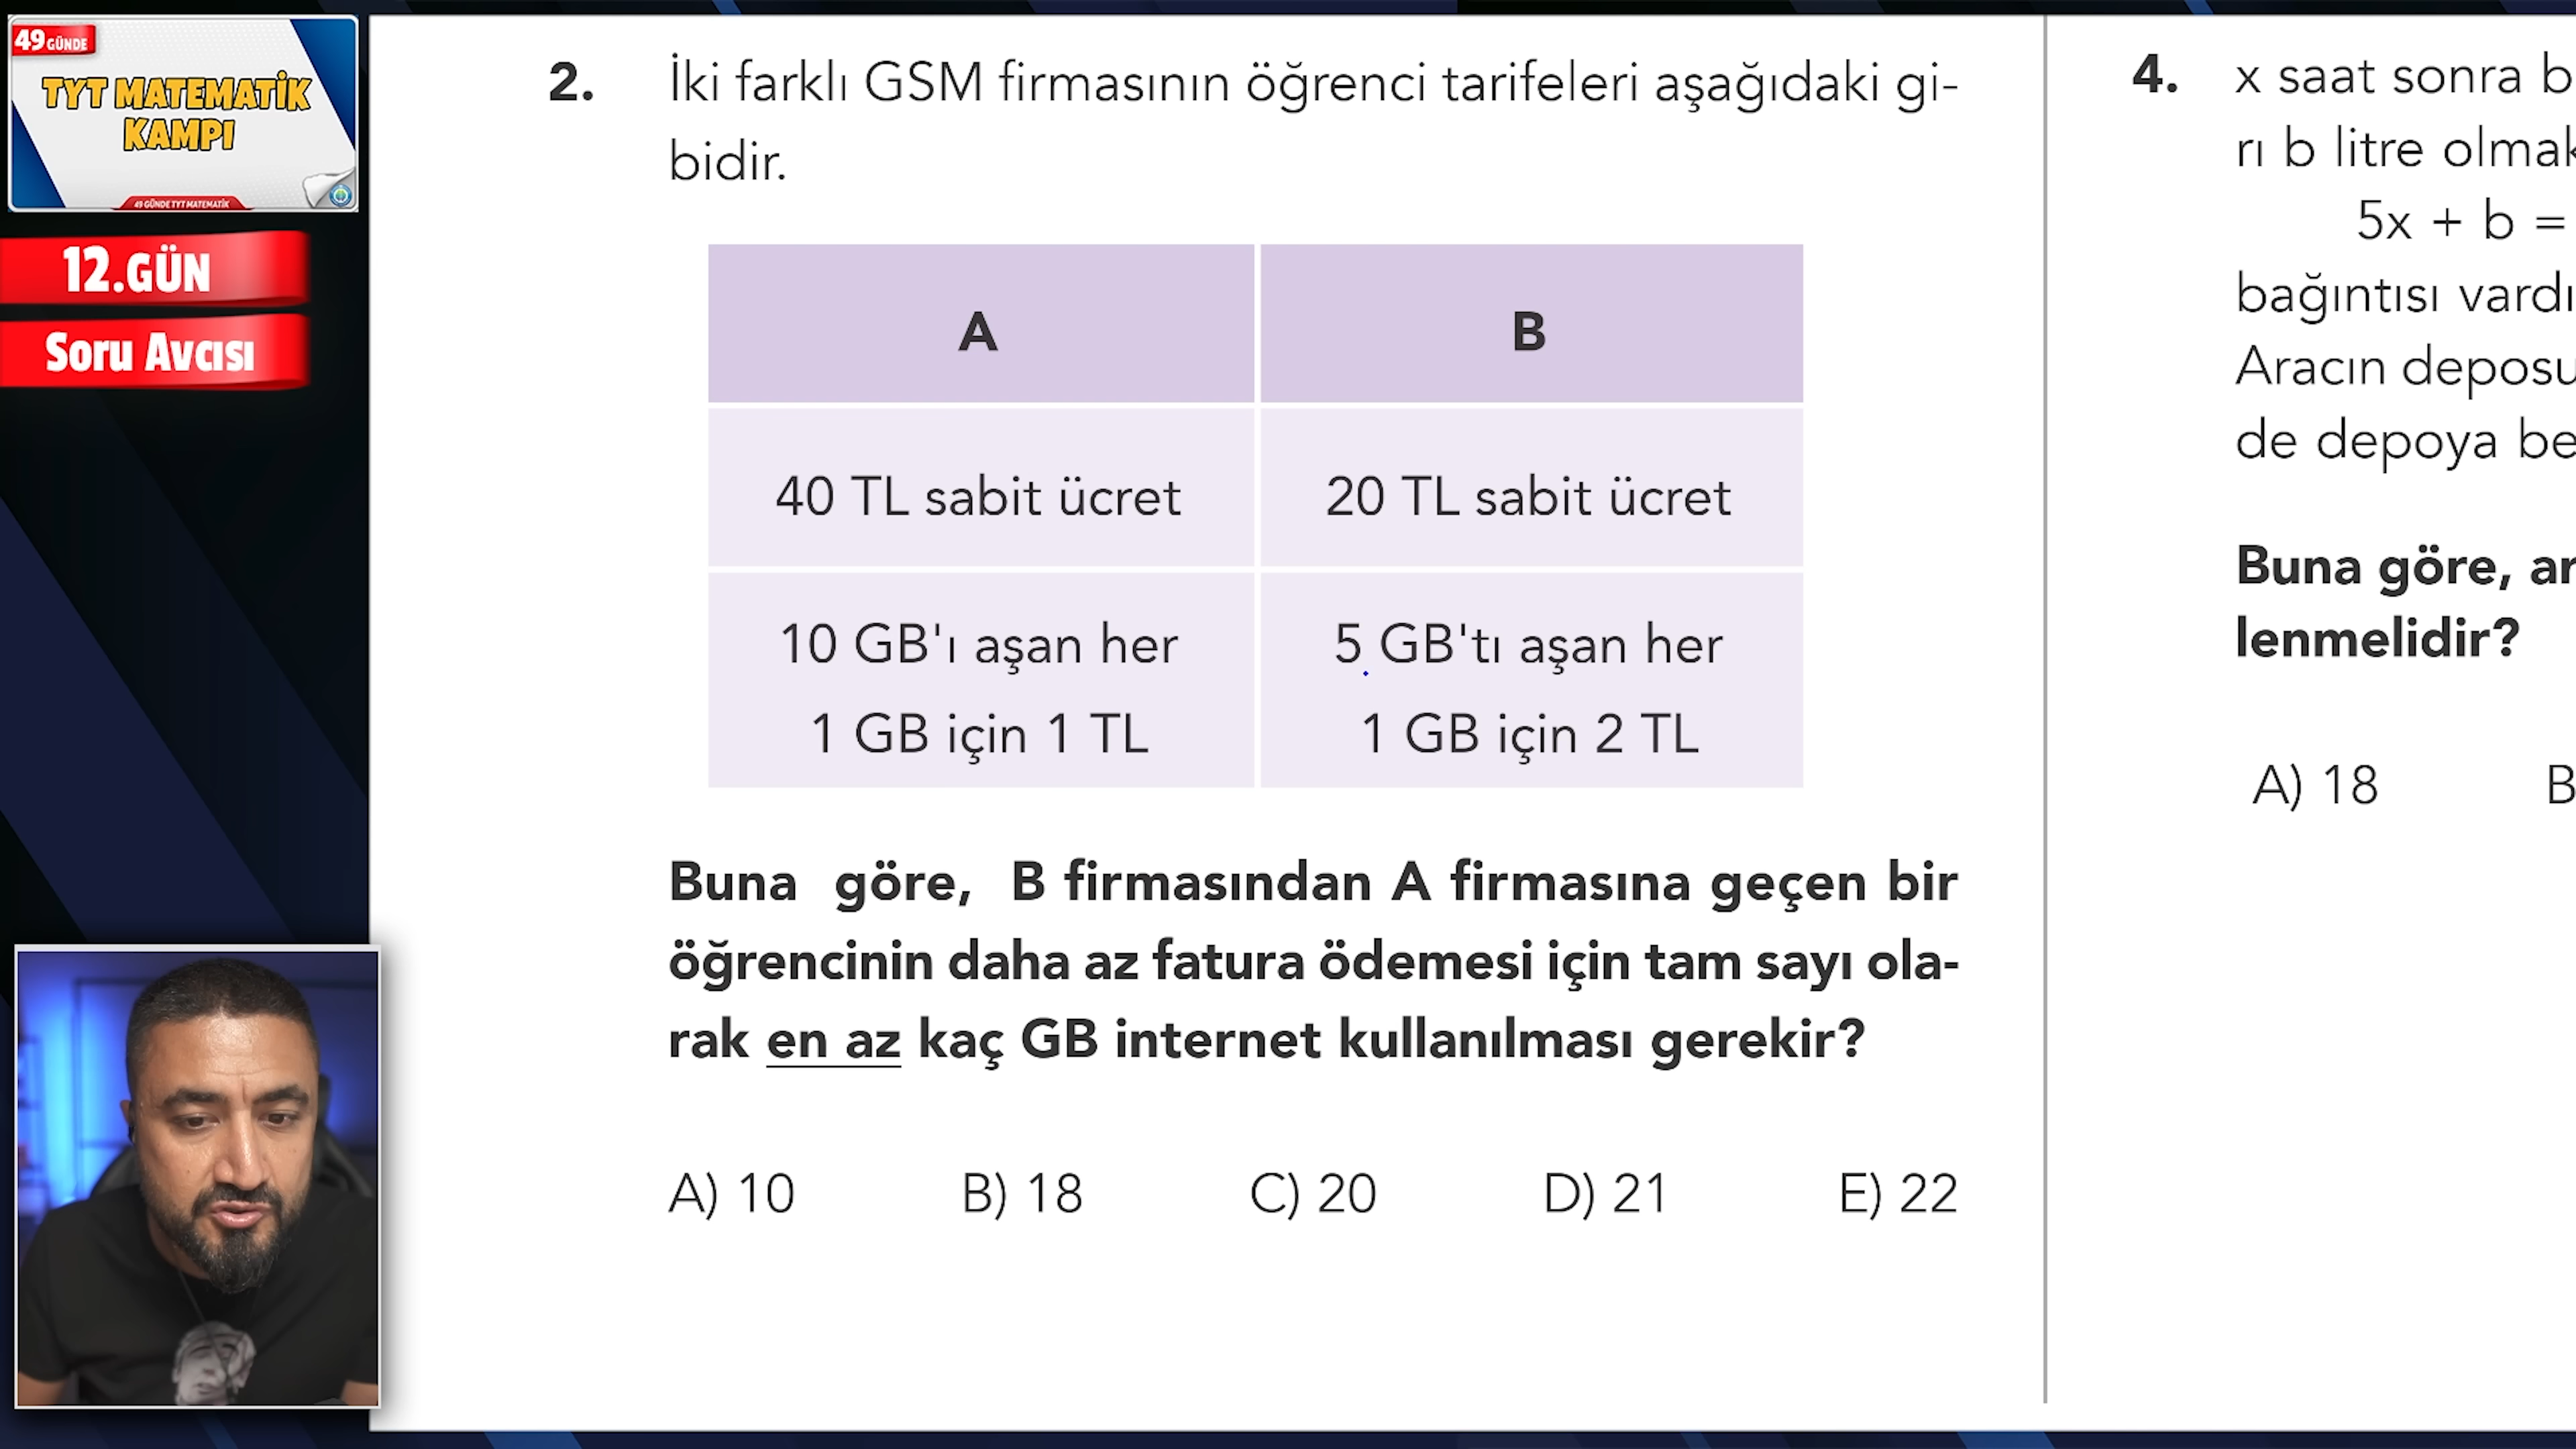 49 GÜNDE
TYT MATEMATİK
KAMPI
49 GÜNDE TYT MATEMATİK
12.GÜN
Soru Avcısı
2. İki farklı GSM firmasının öğrenci tarifeleri aşağıdaki gi-
bidir.
A B
40 TL sabit ücret 20 TL sabit ücret
10 GB'ı aşan her 5 GB'tı aşan her
1 GB için 1 TL 1 GB için 2 TL
Buna göre, B firmasından A firmasına geçen bir
öğrencinin daha az fatura ödemesi için tam sayı ola-
rak en az kaç GB internet kullanılması gerekir?
A) 10 B) 18 C) 20 D) 21 E) 22
4. x saat sonra b
rı b litre olmak
5x + b =
bağıntısı vardı
Aracın deposu
de depoya be
Buna göre, ar
lenmelidir?
A) 18 B